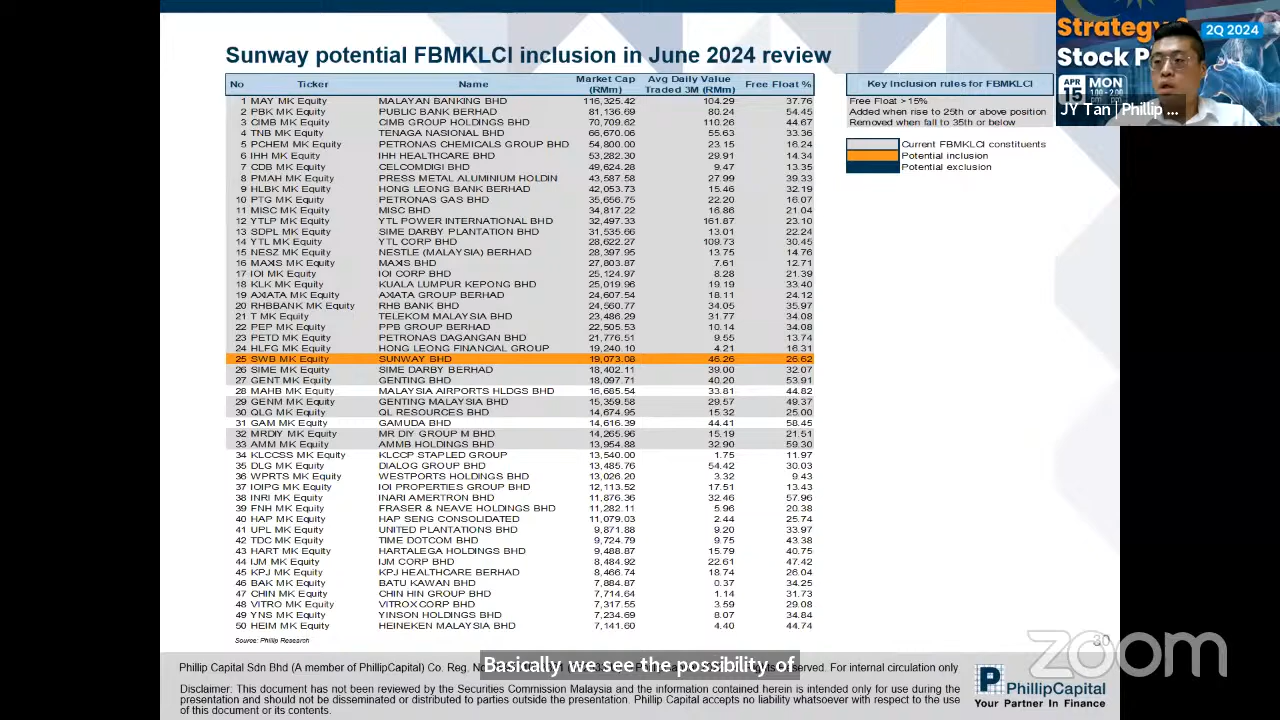 Sunway potential FBMKLCI inclusion in June 2024 review
No Ticker Name Market Cap (RMm) Avg Daily Value Traded 3M (RMm) Free Float %
1 MAY MK Equity MALAYAN BANKING BHD 116,325.42 104.29 37.76
2 PBK MK Equity PUBLIC BANK BERHAD 81,136.69 80.24 54.45
3 CIMB MK Equity CIMB GROUP HOLDINGS BHD 70,709.62 110.26 44.67
4 TNB MK Equity TENAGA NASIONAL BHD 66,670.06 55.63 33.36
5 PCHEM MK Equity PETRONAS CHEMICALS GROUP BHD 54,800.00 23.15 16.24
6 IHH MK Equity IHH HEALTHCARE BHD 53,282.30 29.91 14.34
7 CDB MK Equity CELCOMDIGI BHD 49,624.28 9.47 13.35
8 PMAH MK Equity PRESS METAL ALUMINIUM HOLDIN 43,587.58 27.99 39.33
9 HLBK MK Equity HONG LEONG BANK BERHAD 42,053.73 15.46 32.19
10 PTG MK Equity PETRONAS GAS BHD 35,656.75 22.20 16.07
11 MISC MK Equity MISC BHD 34,817.22 16.86 21.04
12 YTLP MK Equity YTL POWER INTERNATIONAL BHD 32,497.33 161.87 23.10
13 SDPL MK Equity SIME DARBY PLANTATION BHD 31,535.66 13.01 22.24
14 YTL MK Equity YTL CORP BHD 28,622.27 109.73 30.45
15 NESZ MK Equity NESTLE (MALAYSIA) BERHAD 28,397.95 13.75 14.76
16 MAXIS MK Equity MAXIS BHD 27,803.87 7.61 12.71
17 IOI MK Equity IOI CORP BHD 25,124.97 8.28 21.39
18 KLK MK Equity KUALA LUMPUR KEPONG BHD 25,019.96 19.19 33.40
19 AXIATA MK Equity AXIATA GROUP BERHAD 24,607.54 18.11 24.12
20 RHBBANK MK Equity RHB BANK BHD 24,560.77 34.05 35.97
21 T MK Equity TELEKOM MALAYSIA BHD 23,486.29 31.77 34.08
22 PEP MK Equity PPB GROUP BERHAD 22,505.53 10.14 34.08
23 PETD MK Equity PETRONAS DAGANGAN BHD 21,776.51 9.55 13.74
24 HLFG MK Equity HONG LEONG FINANCIAL GROUP 19,240.10 4.21 16.31
25 SWB MK Equity SUNWAY BHD 19,073.08 46.26 26.62
26 SIME MK Equity SIME DARBY BERHAD 18,402.11 39.00 32.07
27 GENT MK Equity GENTING BHD 18,097.71 40.20 53.91
28 MAHB MK Equity MALAYSIA AIRPORTS HLDGS BHD 16,685.54 33.81 44.82
29 GENM MK Equity GENTING MALAYSIA BHD 15,359.58 29.57 49.37
30 QLG MK Equity QL RESOURCES BHD 14,674.95 15.32 25.00
31 GAM MK Equity GAMUDA BHD 14,616.39 44.41 58.45
32 MRDIY MK Equity MR DIY GROUP M BHD 14,265.96 15.19 21.51
33 AMM MK Equity AMMB HOLDINGS BHD 13,954.88 32.90 59.30
34 KLCCSS MK Equity KLCCP STAPLED GROUP 13,540.00 1.75 11.97
35 DLG MK Equity DIALOG GROUP BHD 13,485.76 54.42 30.03
36 WPRTS MK Equity WESTPORTS HOLDINGS BHD 13,026.20 3.32 9.43
37 IOIPG MK Equity IOI PROPERTIES GROUP BHD 12,113.52 17.51 13.43
38 INRI MK Equity INARI AMERTRON BHD 11,876.36 32.46 57.96
39 FNH MK Equity FRASER & NEAVE HOLDINGS BHD 11,282.11 5.96 20.38
40 HAP MK Equity HAP SENG CONSOLIDATED 11,079.03 2.44 25.74
41 UPL MK Equity UNITED PLANTATIONS BHD 9,871.88 9.20 33.97
42 TDC MK Equity TIME DOTCOM BHD 9,724.79 9.75 43.38
43 HART MK Equity HARTALEGA HOLDINGS BHD 9,488.87 15.79 40.75
44 IJM MK Equity IJM CORP BHD 8,484.92 22.61 47.42
45 KPJ MK Equity KPJ HEALTHCARE BERHAD 8,466.74 18.74 26.04
46 BAK MK Equity BATU KAWAN BHD 7,884.87 0.37 34.25
47 CHIN MK Equity CHIN HIN GROUP BHD 7,714.64 1.14 31.73
48 VITRO MK Equity VITROX CORP BHD 7,317.55 3.59 29.08
49 YNS MK Equity YINSON HOLDINGS BHD 7,234.69 8.07 34.84
50 HEIM MK Equity HEINEKEN MALAYSIA BHD 7,141.60 4.40 44.74
Source: Phillip Research
Key Inclusion rules for FBMKLCI
Free Float >15%
Added when rise to 25th or above position
Removed when fall to 35th or below
Current FBMKLCI constituents
Potential inclusion
Potential exclusion
Strategy
2Q 2024
Stock
APR
15 MON
JY Tan | Phillip ...
30
zoom
Basically we see the possibility of
Phillip Capital Sdn Bhd (A member of PhillipCapital) Co. Reg. For internal circulation only
Disclaimer: This document has not been reviewed by the Securities Commission Malaysia and the information contained herein is intended only for use during the
presentation and should not be disseminated or distributed to parties outside the presentation. Phillip Capital accepts no liability whatsoever with respect to the use
of this document or its contents.
PhillipCapital
Your Partner In Finance